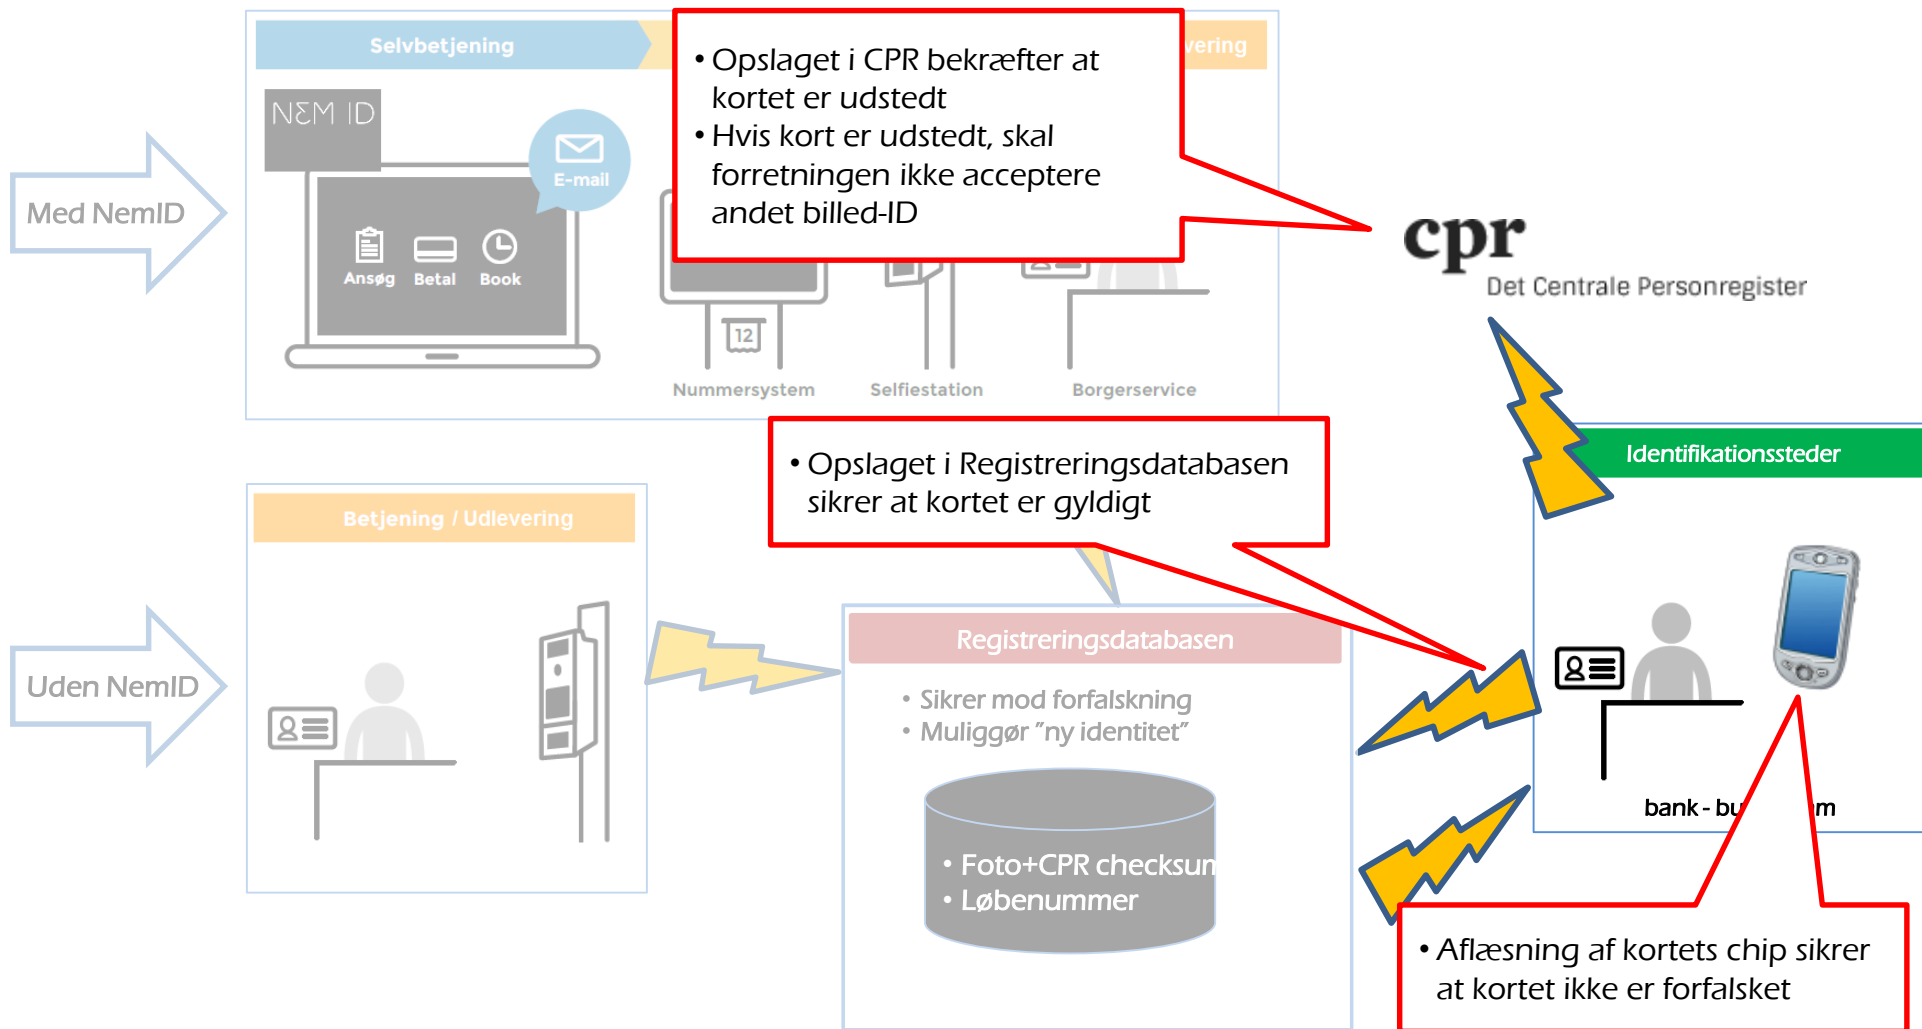 Selvbetjening
vering
NEM ID
E-mail
Ansøg Betal Book
12
Nummersystem Selfiestation Borgerservice
Med NemID
• Opslaget i CPR bekræfter at
kortet er udstedt
• Hvis kort er udstedt, skal
forretningen ikke acceptere
andet billed-ID
cpr
Det Centrale Personregister
• Opslaget i Registreringsdatabasen
sikrer at kortet er gyldigt
Identifikationssteder
Betjening / Udlevering
Uden NemID
Registreringsdatabasen
• Sikrer mod forfalskning
• Muliggør ”ny identitet”
• Foto+CPR checksum
• Løbenummer
bank - bu m
• Aflæsning af kortets chip sikrer
at kortet ikke er forfalsket